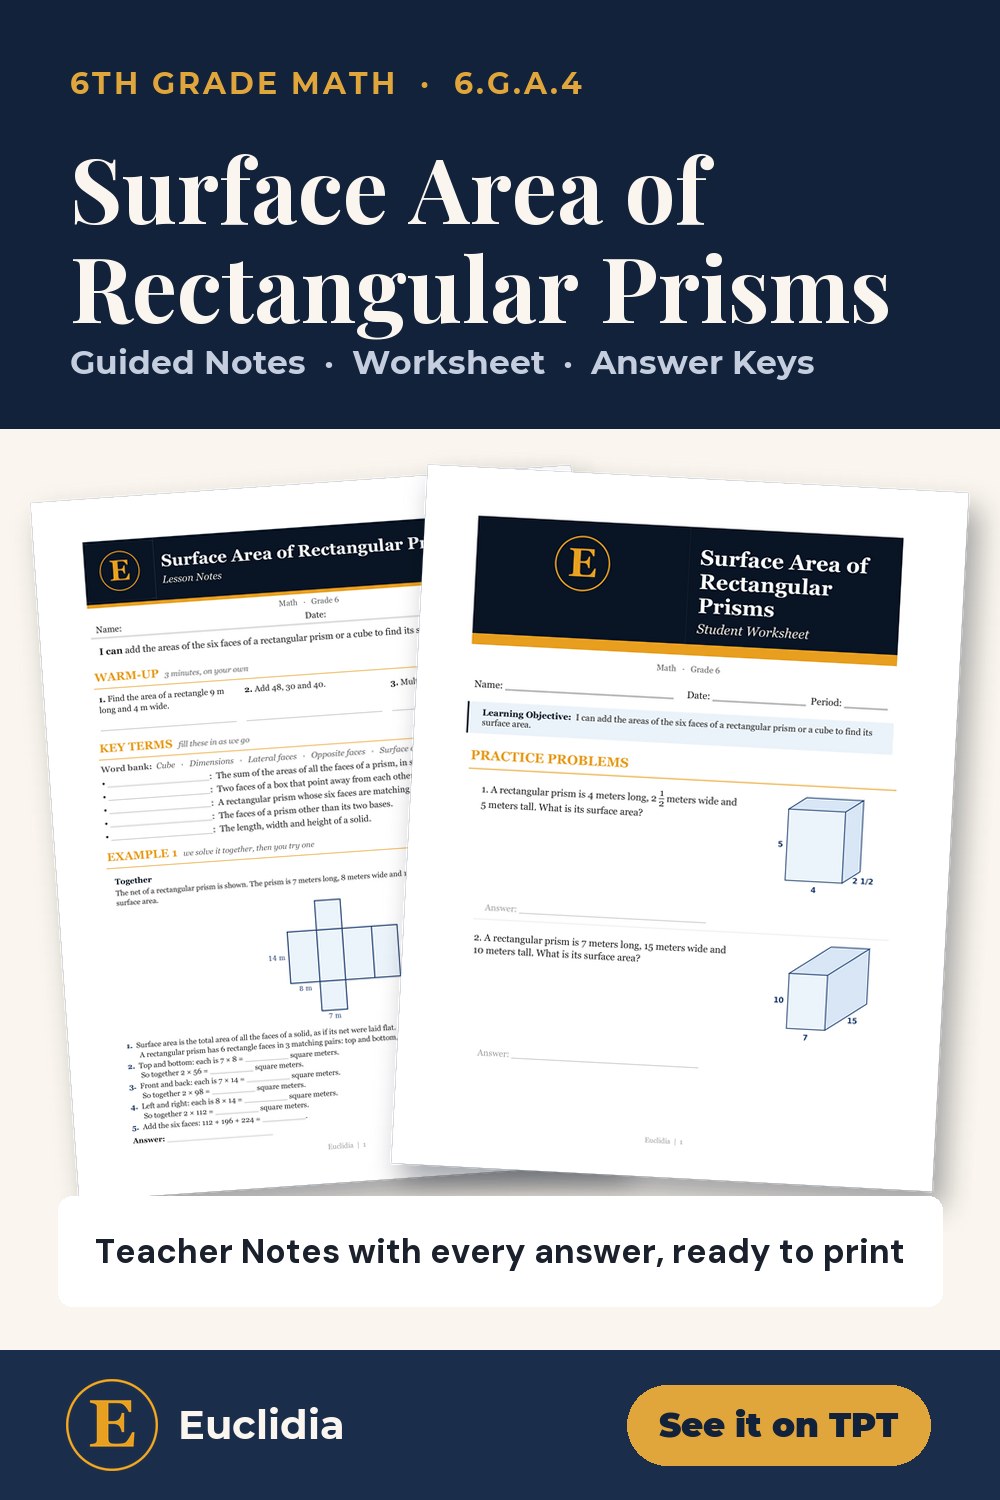 6TH GRADE MATH · 6.G.A.4
Surface Area of
Rectangular Prisms
Guided Notes · Worksheet · Answer Keys
E
Surface Area of Rectangular
Lesson Notes
Math · Grade 6
Name:
Date:
I can add the areas of the six faces of a rectangular prism or a cube to find its
WARM-UP 3 minutes, on your own
1. Find the area of a rectangle 9 m
long and 4 m wide.
2. Add 48, 30 and 40.
3.
KEY TERMS fill these in as we go
Word bank: Cube · Dimensions · Lateral faces · Opposite faces · Surface
• : The sum of the areas of all the faces of a prism, in
• : Two faces of a box that point away from each
• : A rectangular prism whose six faces are matching
• : The faces of a prism other than its two bases.
• : The length, width and height of a solid.
EXAMPLE 1 we solve it together, then you try one
Together
The net of a rectangular prism is shown. The prism is 7 meters long, 8 meters wide and
surface area.
14 m
8 m
7 m
1. Surface area is the total area of all the faces of a solid, as if its net were laid flat.
A rectangular prism has 6 rectangle faces in 3 matching pairs: top and bottom,
2. Top and bottom: each is 7 × 8 = square meters.
So together 2 × 56 = square meters.
3. Front and back: each is 7 × 14 = square meters.
So together 2 × 98 = square meters.
4. Left and right: each is 8 × 14 = square meters.
So together 2 × 112 = square meters.
5. Add the six faces: 112 + 196 + 224 = .
Answer:
Euclidia | 1
E
Surface Area of
Rectangular
Prisms
Student Worksheet
Math · Grade 6
Name: Date: Period:
Learning Objective: I can add the areas of the six faces of a rectangular prism or a cube to find its
surface area.
PRACTICE PROBLEMS
1. A rectangular prism is 4 meters long, 2 1/2 meters wide and
5 meters tall. What is its surface area?
5
4
2 1/2
Answer:
2. A rectangular prism is 7 meters long, 15 meters wide and
10 meters tall. What is its surface area?
10
7
15
Answer:
Euclidia | 1
Teacher Notes with every answer, ready to print
E
Euclidia
See it on TPT